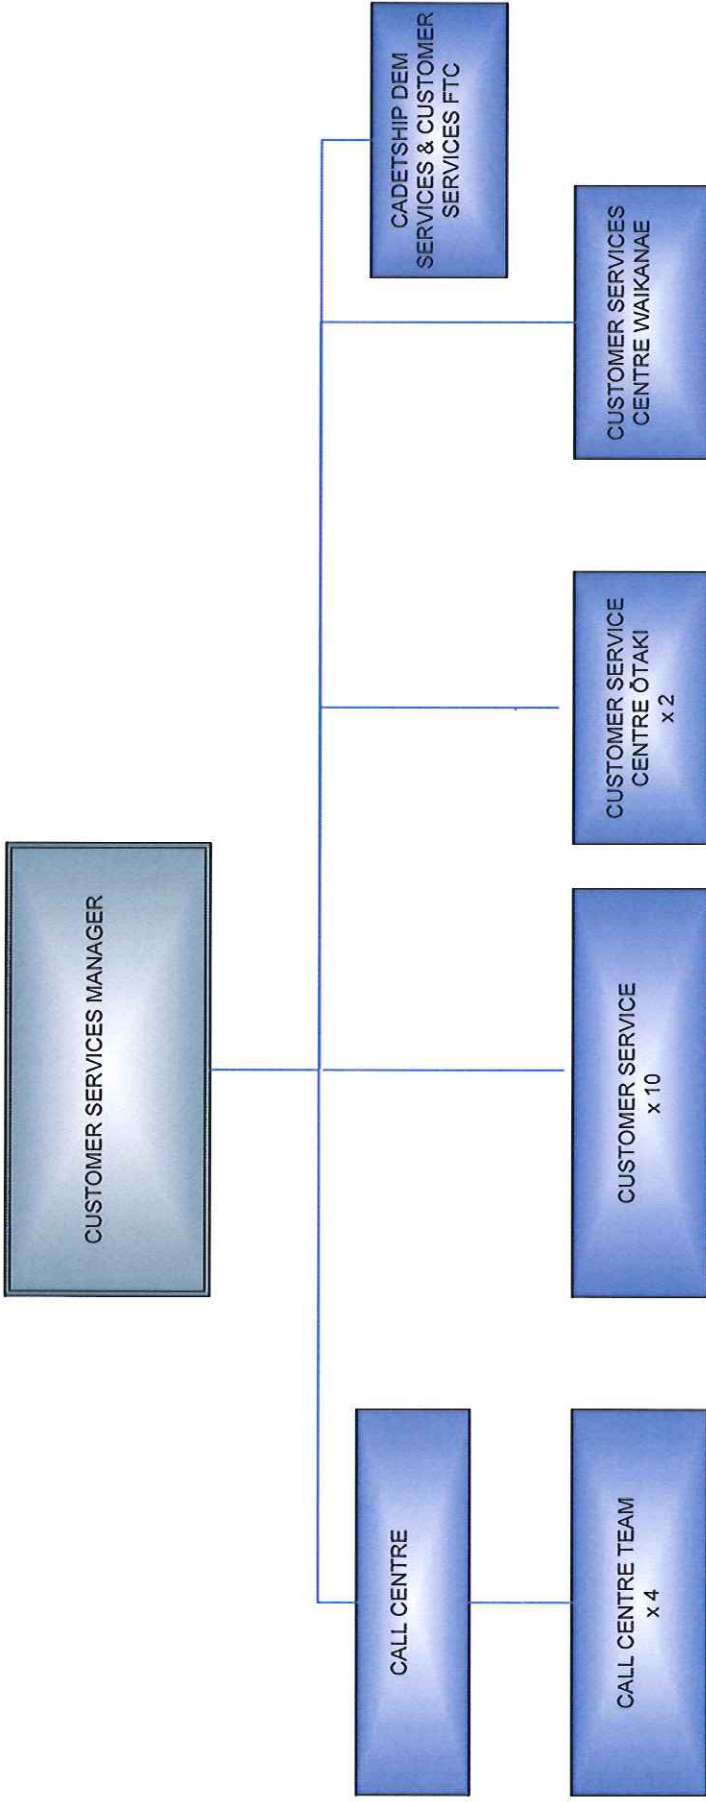 CUSTOMER SERVICES MANAGER
CALL CENTRE
CADETSHIP DEM
SERVICES & CUSTOMER
SERVICES FTC
CALL CENTRE TEAM
x 4
CUSTOMER SERVICE
x 10
CUSTOMER SERVICE
CENTRE ŌTAKI
x 2
CUSTOMER SERVICES
CENTRE WAIKANAE